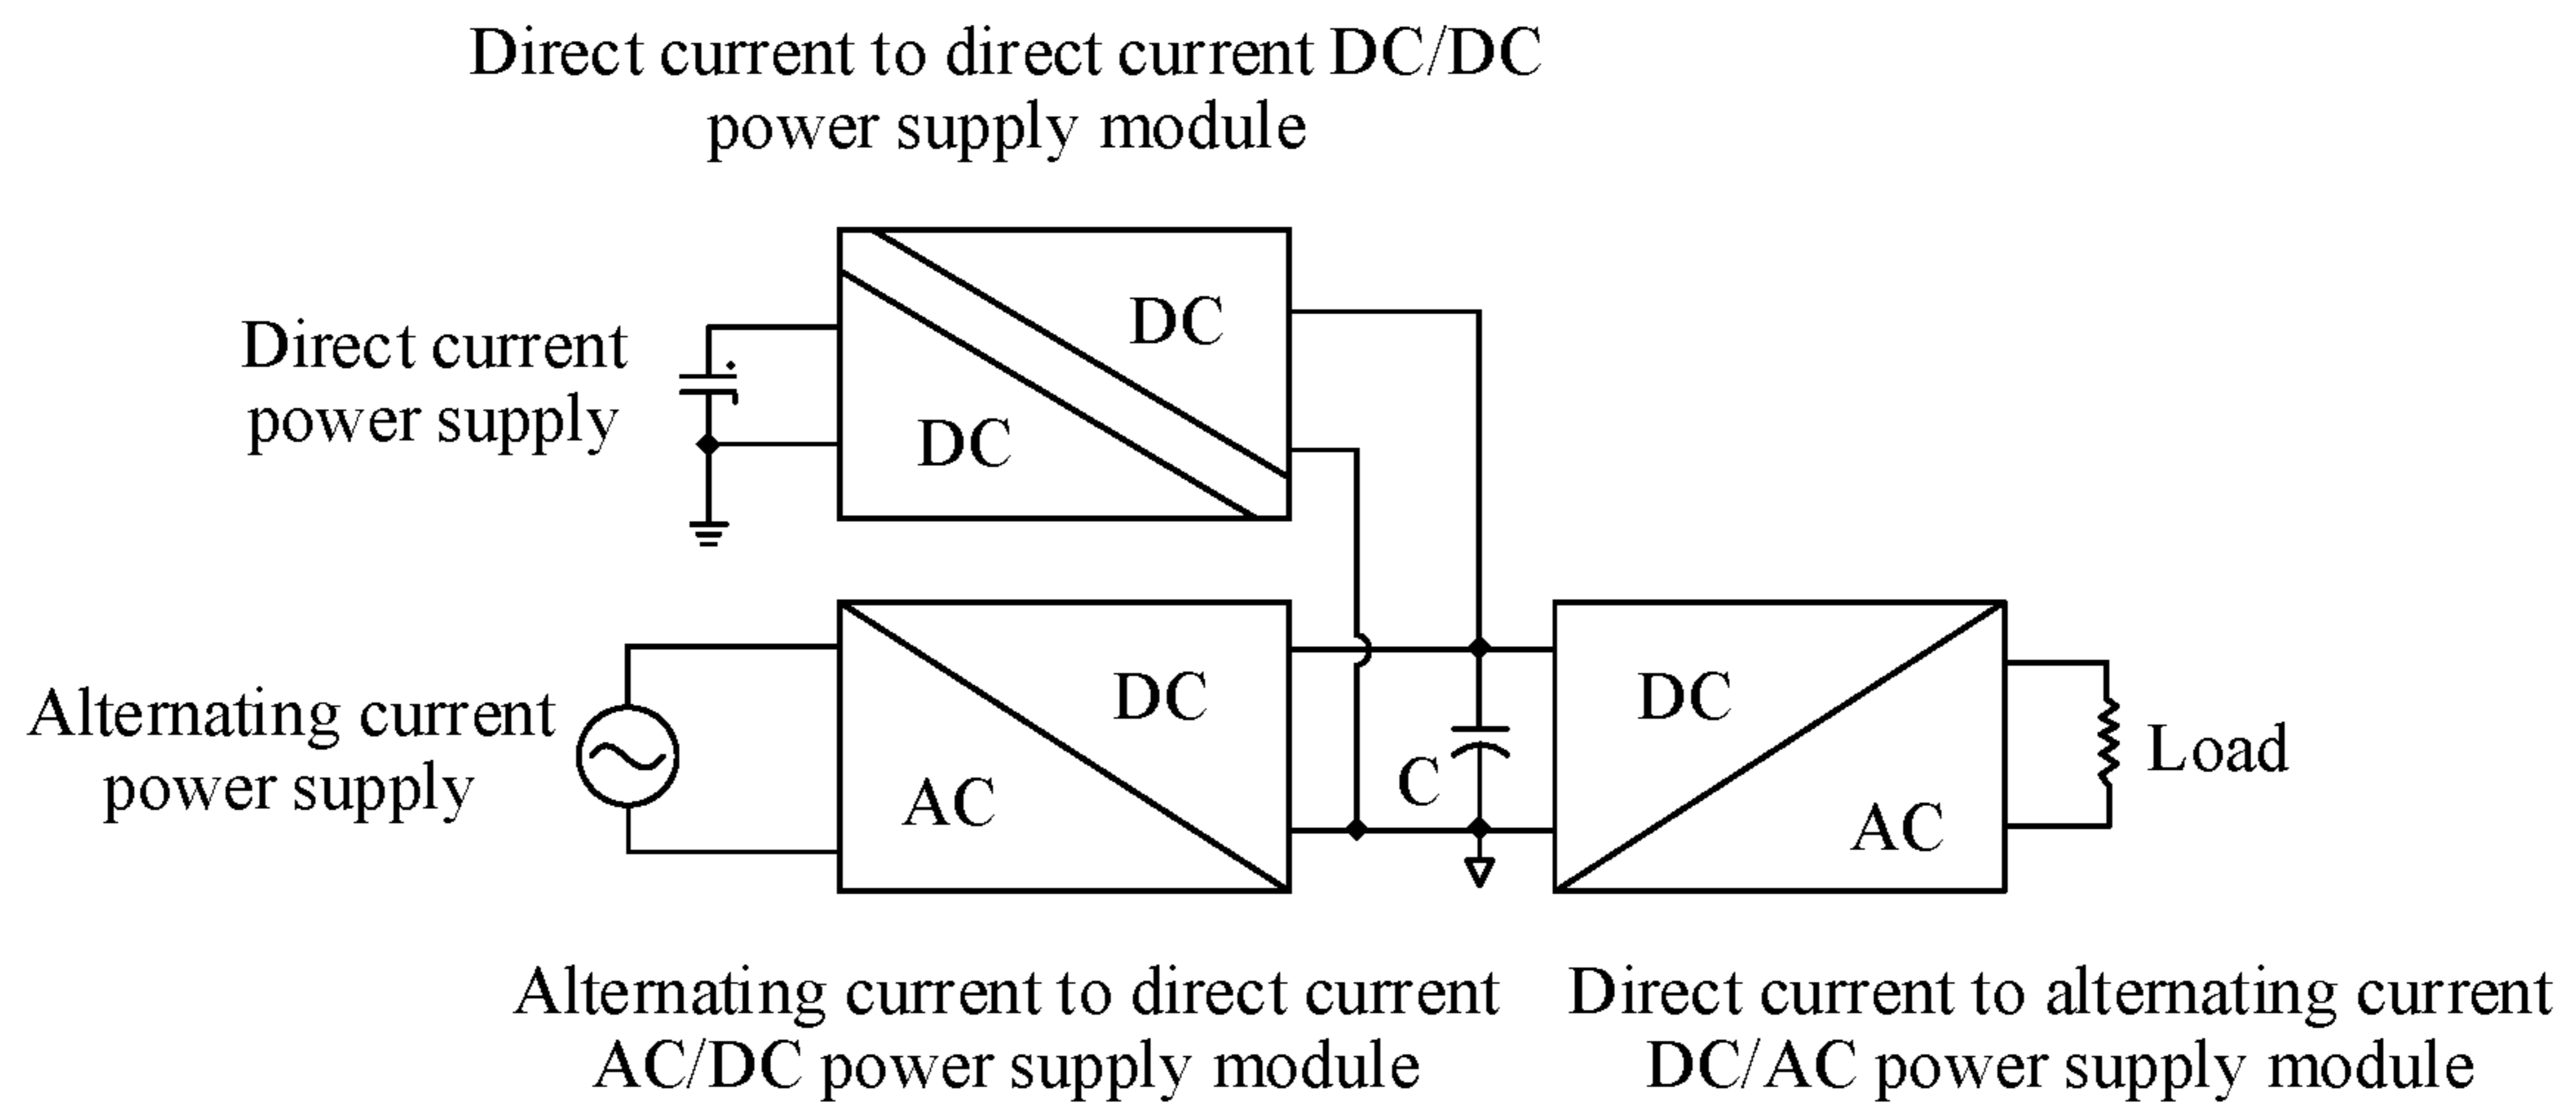 Direct current to direct current DC/DC
power supply module
DC
Direct current
power supply
DC
DC
DC
Alternating current
power supply
Load
C
AC
AC
Alternating current to direct current
AC/DC power supply module
Direct current to alternating current
DC/AC power supply module